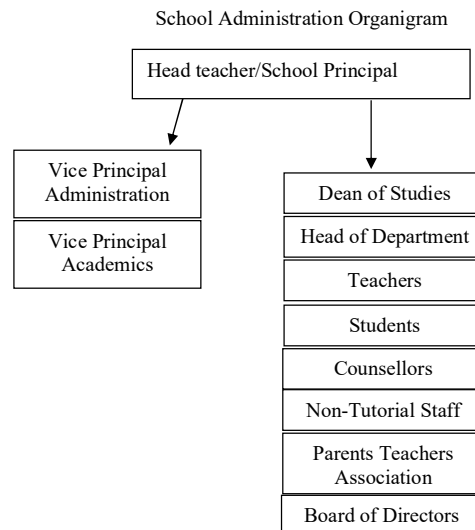 School Administration Organigram
Head teacher/School Principal
Vice Principal
Administration
Vice Principal
Academics
Dean of Studies
Head of Department
Teachers
Students
Counsellors
Non-Tutorial Staff
Parents Teachers
Association
Board of Directors